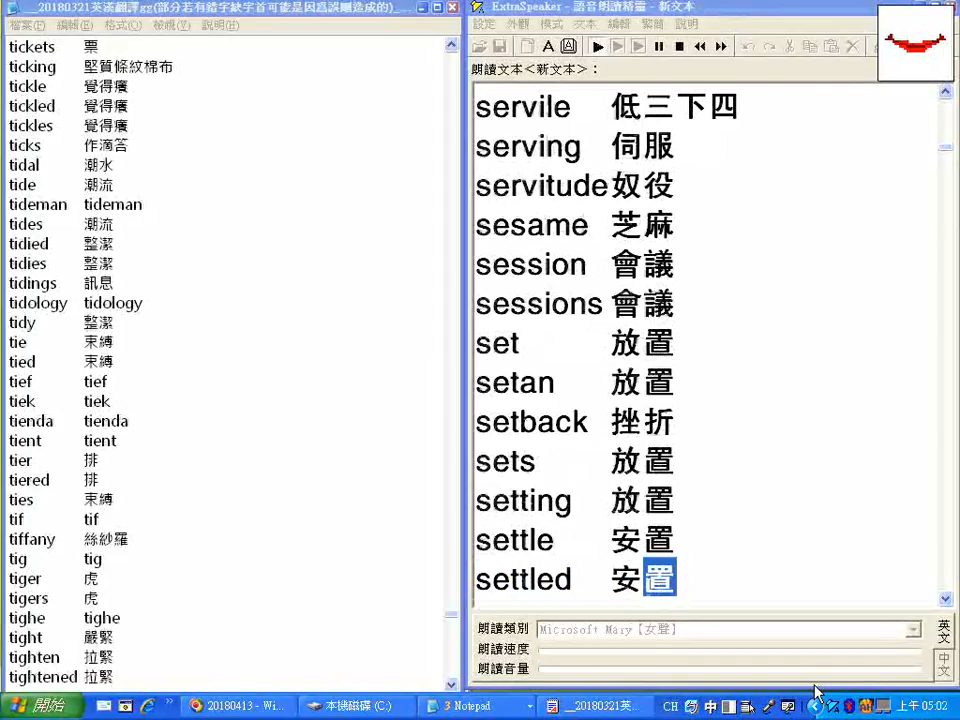 __20180321英漢翻譯gg(部分若有錯字缺字首可能是因為誤刪造成的)_...
檔案(F) 編輯(E) 格式(O) 檢視(V) 說明(H)
tickets 票
ticking 堅質條紋棉布
tickle 覺得癢
tickled 覺得癢
tickles 覺得癢
ticks 作滴答
tidal 潮水
tide 潮流
tideman tideman
tides 潮流
tidied 整潔
tidies 整潔
tidings 訊息
tidology tidology
tidy 整潔
tie 束縛
tied 束縛
tief tief
tiek tiek
tienda tienda
tient tient
tier 排
tiered 排
ties 束縛
tif tif
tiffany 絲紗羅
tig tig
tiger 虎
tigers 虎
tighe tighe
tight 嚴緊
tighten 拉緊
tightened 拉緊
ExtraSpeaker - 語音朗讀精靈 - 新文本
設定 外觀 模式 文本 編輯 繁簡 說明
朗讀文本<新文本>：
servile 低三下四
serving 伺服
servitude 奴役
sesame 芝麻
session 會議
sessions 會議
set 放置
setan 放置
setback 挫折
sets 放置
setting 放置
settle 安置
settled 安置
朗讀類別 Microsoft Mary【女聲】
朗讀速度
朗讀音量
英文
中文
開始
20180413 - Wi...
本機磁碟 (C:)
3 Notepad
__20180321英...
CH 中
上午 05:02